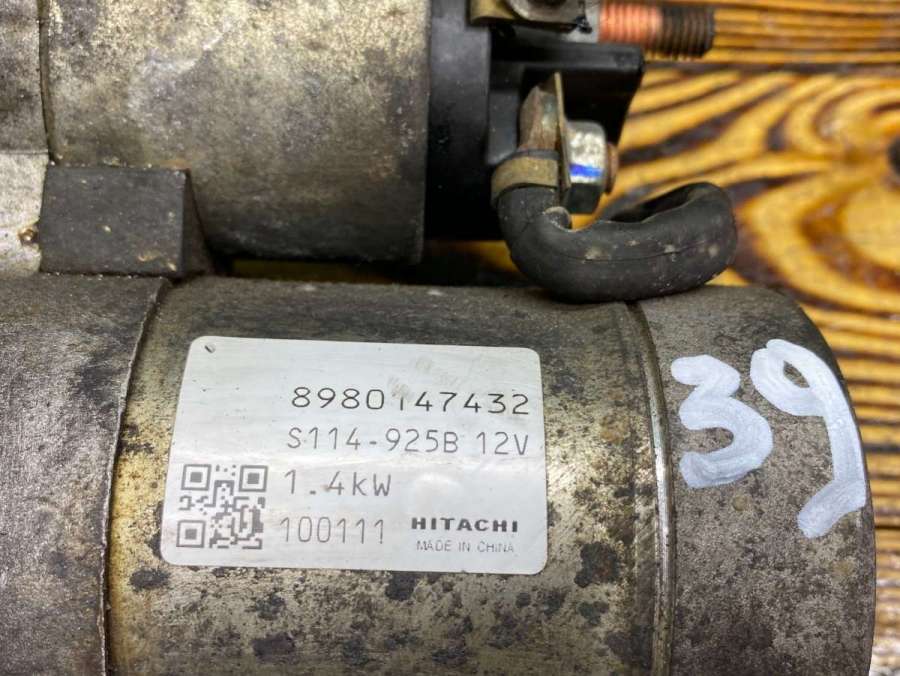 8980147432
S114-925B 12V
1.4kW
100111 HITACHI
MADE IN CHINA
39